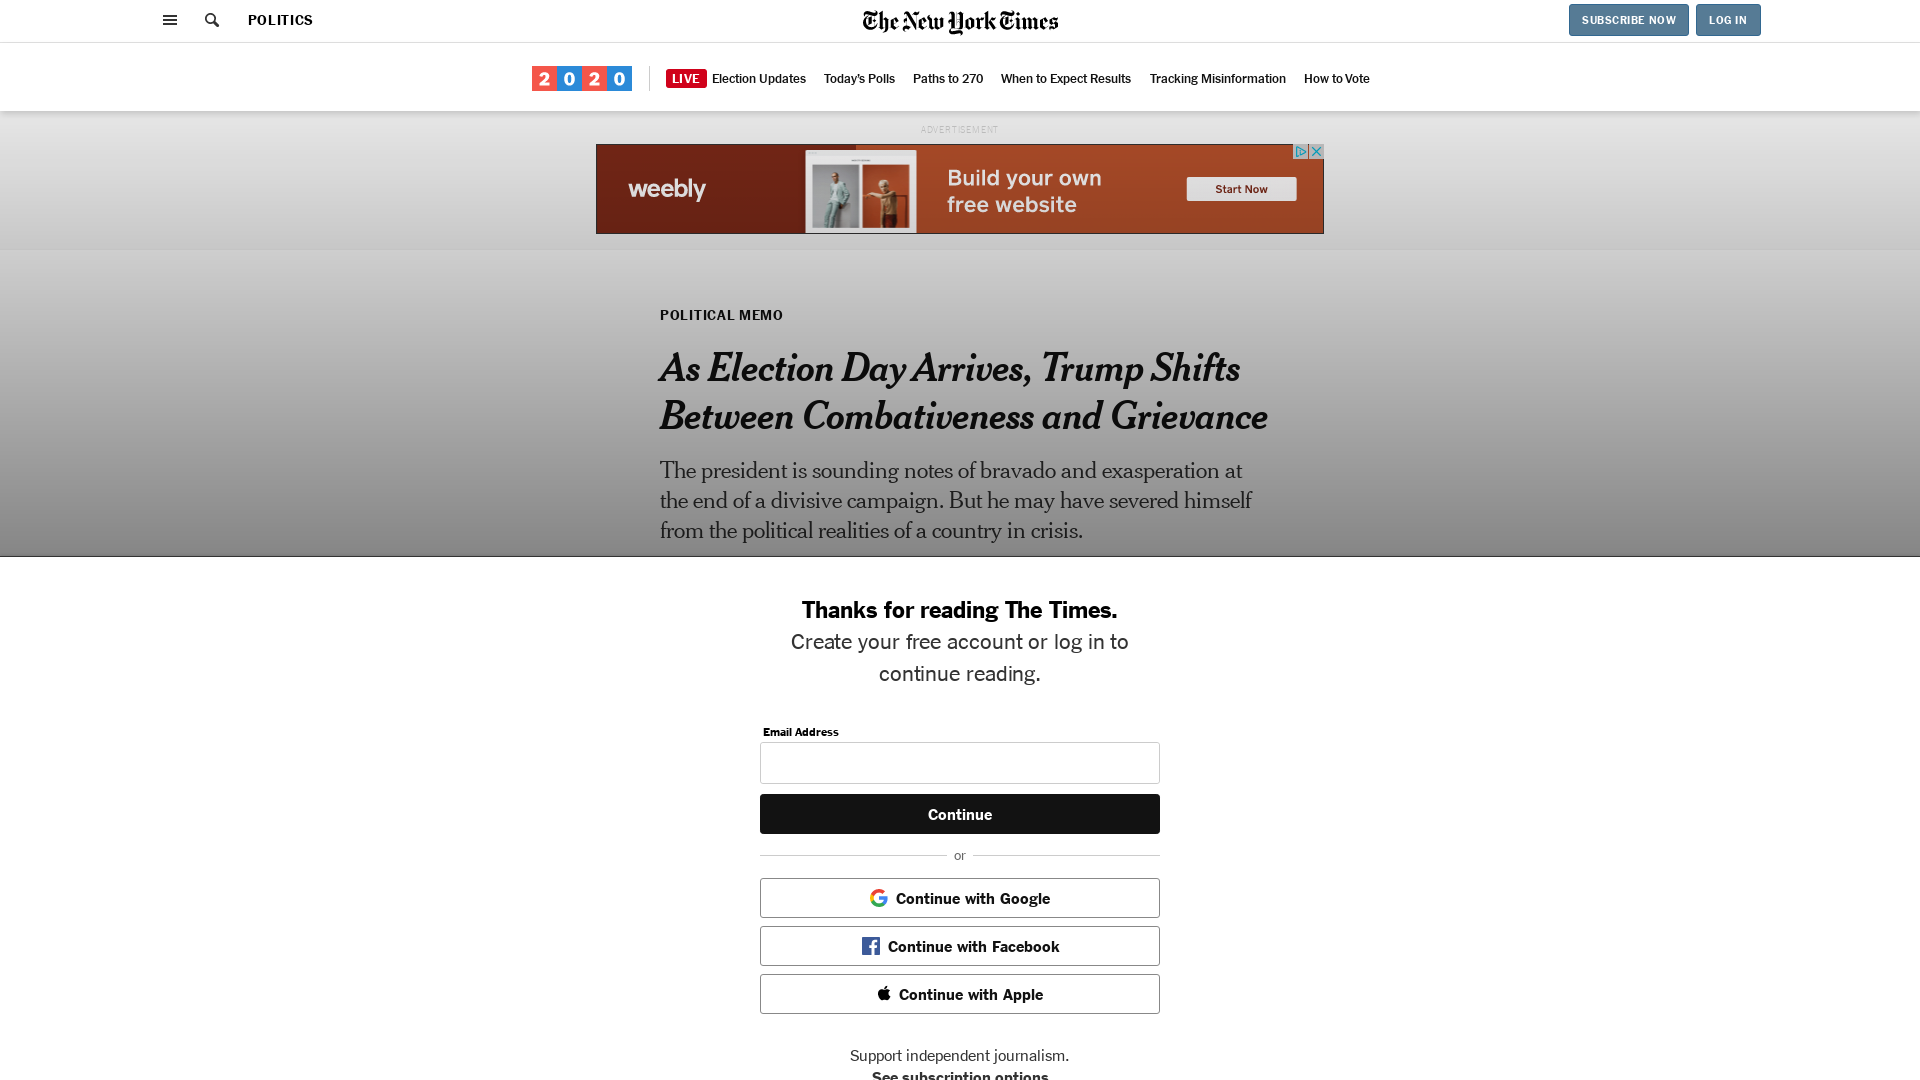 POLITICS
The New York Times
SUBSCRIBE NOW
LOG IN
2020
LIVE Election Updates Today's Polls Paths to 270 When to Expect Results Tracking Misinformation How to Vote
ADVERTISEMENT
weebly
Build your own
free website
Start Now
POLITICAL MEMO
As Election Day Arrives, Trump Shifts
Between Combativeness and Grievance
The president is sounding notes of bravado and exasperation at
the end of a divisive campaign. But he may have severed himself
from the political realities of a country in crisis.
Thanks for reading The Times.
Create your free account or log in to
continue reading.
Email Address
Continue
or
Continue with Google
Continue with Facebook
Continue with Apple
Support independent journalism.
See subscription options